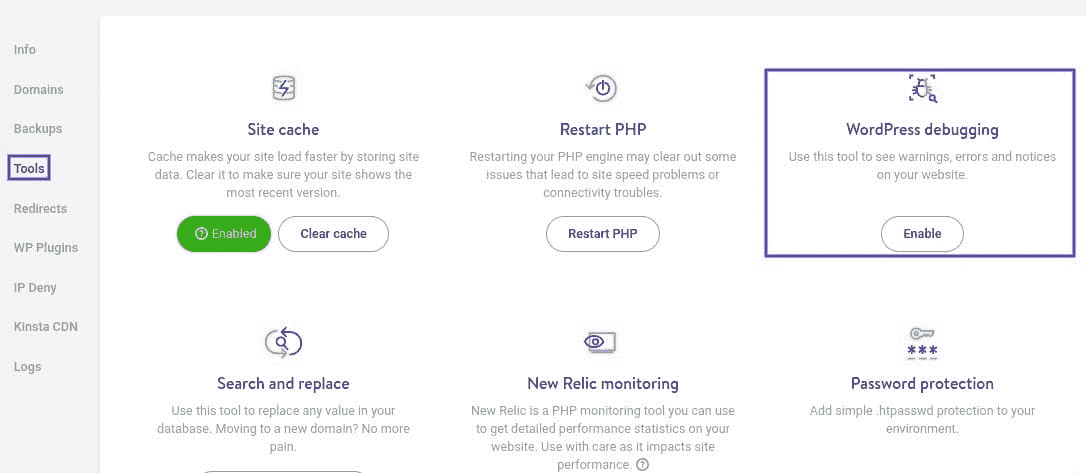 Info
Domains
Backups
Tools
Redirects
WP Plugins
IP Deny
Kinsta CDN
Logs
Site cache
Cache makes your site load faster by storing site
data. Clear it to make sure your site shows the
most recent version.
Enabled
Clear cache
Restart PHP
Restarting your PHP engine may clear out some
issues that lead to site speed problems or
connectivity troubles.
Restart PHP
WordPress debugging
Use this tool to see warnings, errors and notices
on your website.
Enable
Search and replace
Use this tool to replace any value in your
database. Moving to a new domain? No more
pain.
New Relic monitoring
New Relic is a PHP monitoring tool you can use
to get detailed performance statistics on your
website. Use with care as it impacts site
performance.
Password protection
Add simple .htpasswd protection to your
environment.